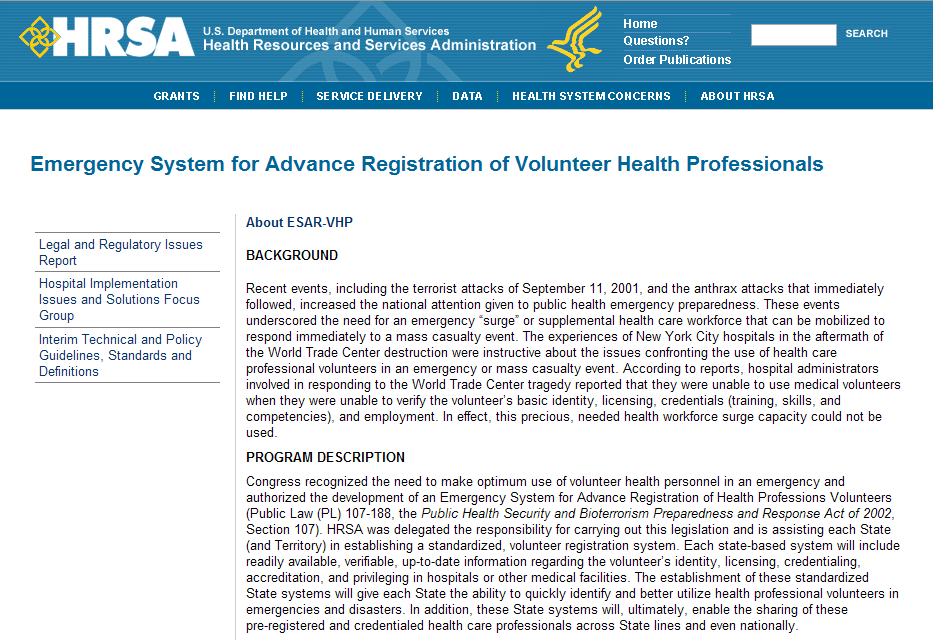 HRSA
U.S. Department of Health and Human Services
Health Resources and Services Administration
Home
Questions?
Order Publications
SEARCH
GRANTS
FIND HELP
SERVICE DELIVERY
DATA
HEALTH SYSTEM CONCERNS
ABOUT HRSA
Emergency System for Advance Registration of Volunteer Health Professionals
Legal and Regulatory Issues
Report
Hospital Implementation
Issues and Solutions Focus
Group
Interim Technical and Policy
Guidelines, Standards and
Definitions
About ESAR-VHP
BACKGROUND
Recent events, including the terrorist attacks of September 11, 2001, and the anthrax attacks that immediately
followed, increased the national attention given to public health emergency preparedness. These events
underscored the need for an emergency “surge” or supplemental health care workforce that can be mobilized to
respond immediately to a mass casualty event. The experiences of New York City hospitals in the aftermath of
the World Trade Center destruction were instructive about the issues confronting the use of health care
professional volunteers in an emergency or mass casualty event. According to reports, hospital administrators
involved in responding to the World Trade Center tragedy reported that they were unable to use medical volunteers
when they were unable to verify the volunteer’s basic identity, licensing, credentials (training, skills, and
competencies), and employment. In effect, this precious, needed health workforce surge capacity could not be
used.
PROGRAM DESCRIPTION
Congress recognized the need to make optimum use of volunteer health personnel in an emergency and
authorized the development of an Emergency System for Advance Registration of Health Professions Volunteers
(Public Law (PL) 107-188, the Public Health Security and Bioterrorism Preparedness and Response Act of 2002,
Section 107). HRSA was delegated the responsibility for carrying out this legislation and is assisting each State
(and Territory) in establishing a standardized, volunteer registration system. Each state-based system will include
readily available, verifiable, up-to-date information regarding the volunteer’s identity, licensing, credentialing,
accreditation, and privileging in hospitals or other medical facilities. The establishment of these standardized
State systems will give each State the ability to quickly identify and better utilize health professional volunteers in
emergencies and disasters. In addition, these State systems will, ultimately, enable the sharing of these
pre-registered and credentialed health care professionals across State lines and even nationally.